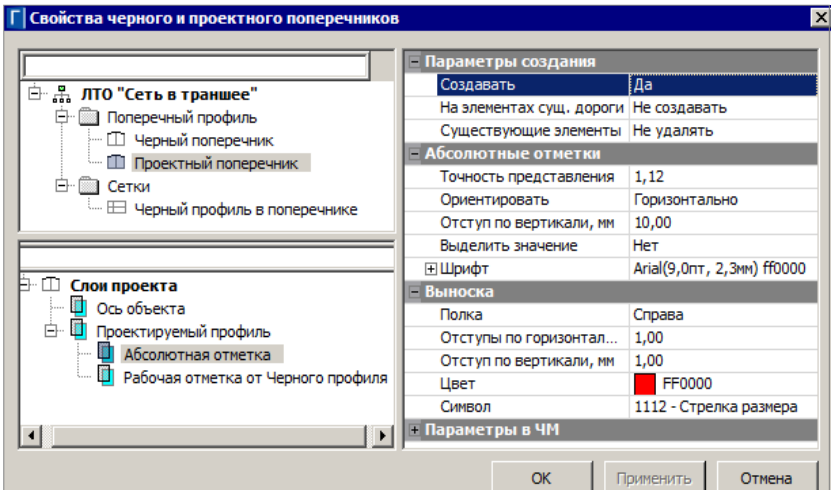 Свойства черного и проектного поперечников
ЛТО "Сеть в траншее"
Поперечный профиль
Черный поперечник
Проектный поперечник
Сетки
Черный профиль в поперечнике
Слои проекта
Ось объекта
Проектируемый профиль
Абсолютная отметка
Рабочая отметка от Черного профиля
Параметры создания
Создавать Да
На элементах сущ. дороги Не создавать
Существующие элементы Не удалять
Абсолютные отметки
Точность представления 1,12
Ориентировать Горизонтально
Отступ по вертикали, мм 10,00
Выделить значение Нет
Шрифт Arial(9,0пт, 2,3мм) ff0000
Выноска
Полка Справа
Отступы по горизонтал... 1,00
Отступ по вертикали, мм 1,00
Цвет FF0000
Символ 1112 - Стрелка размера
Параметры в ЧМ
ОК Применить Отмена